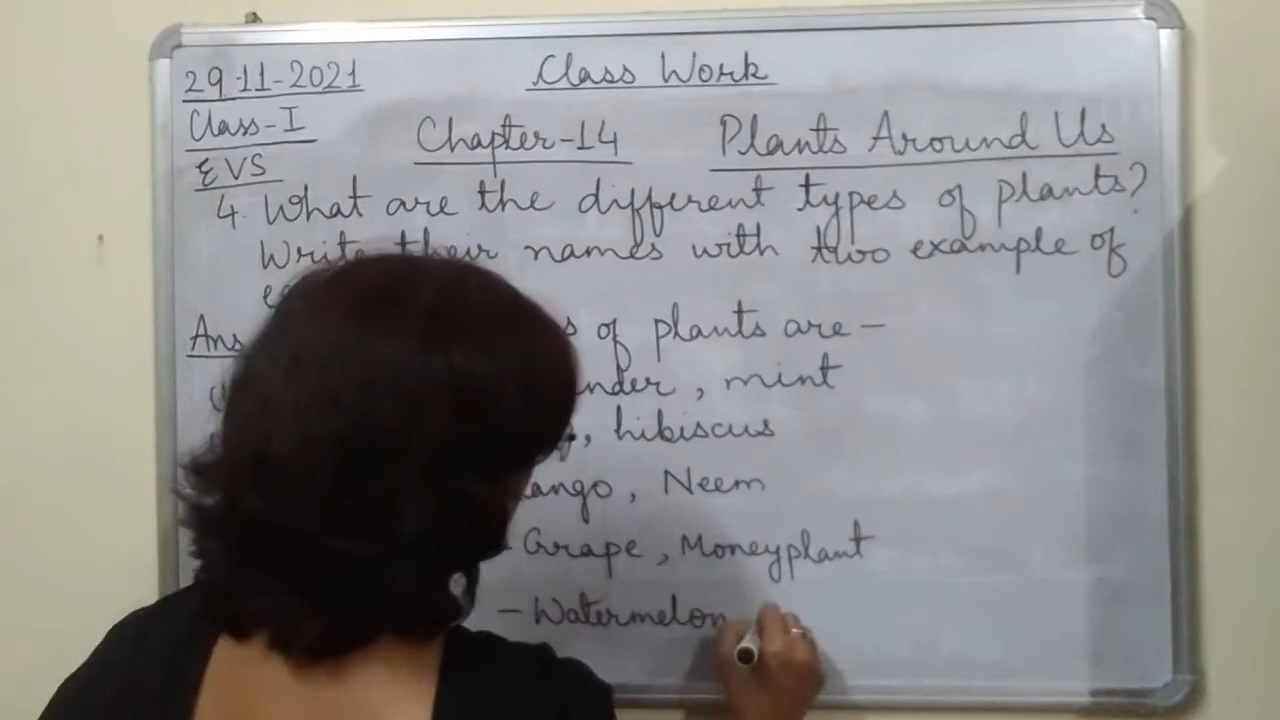 29-11-2021 Class Work
Class-I
Chapter-14 Plants Around Us
EVS
4. What are the different types of plants?
Write their names with two example of
Ans
of plants are-
, mint
, hibiscus
, Neem
- Grape, Moneyplant
- Watermelon